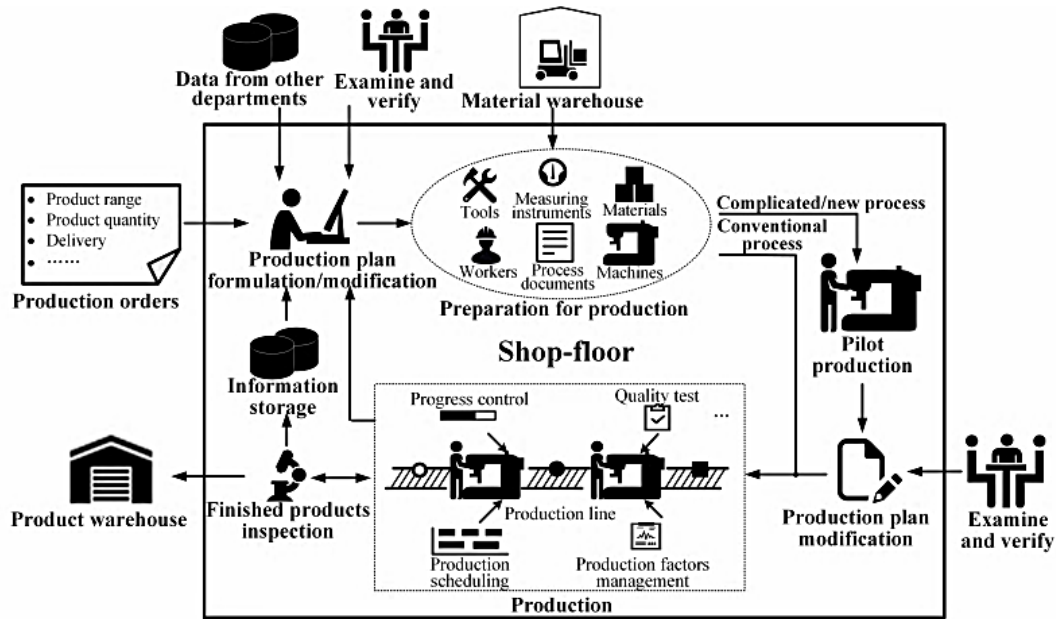 Data from other
departments
Examine and
verify
Material warehouse
• Product range
• Product quantity
• Delivery
• ……
Production orders
Production plan
formulation/modification
Tools
Measuring
instruments
Materials
Workers
Process
documents
Machines
Preparation for production
Complicated/new process
Conventional
process
Pilot
production
Shop-floor
Information
storage
Progress control
Quality test
...
Production line
Production
scheduling
Production factors
management
Production
Product warehouse
Finished products
inspection
Production plan
modification
Examine
and verify